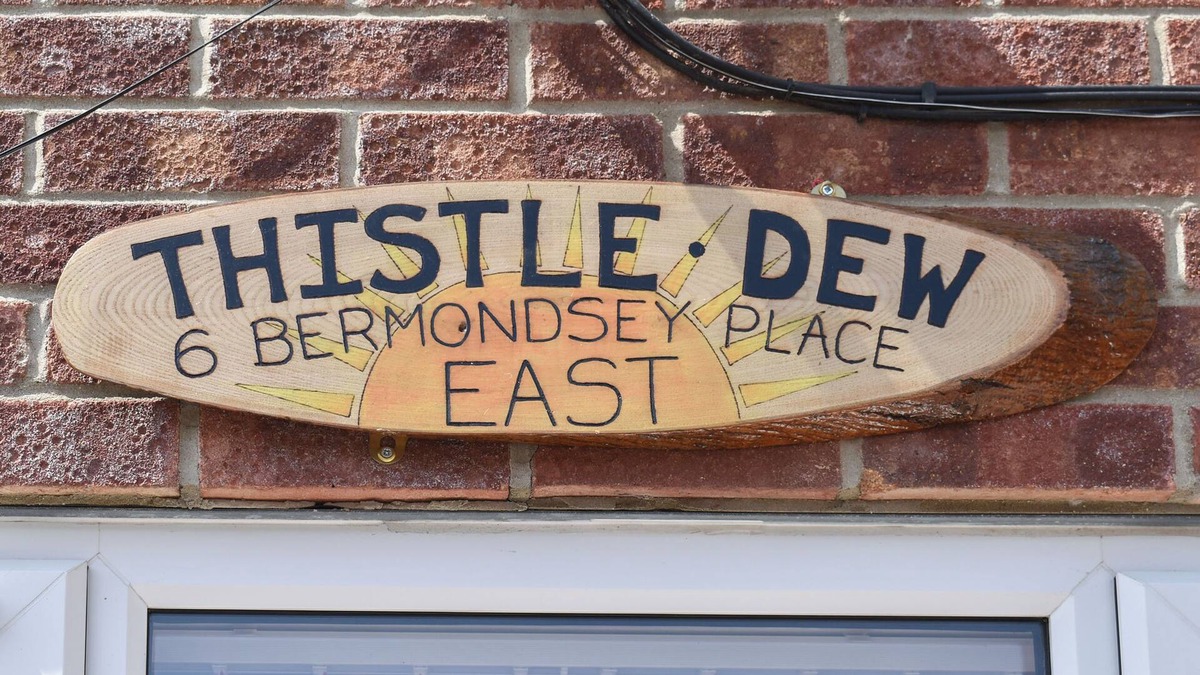 THISTLE · DEW
6 BERMONDSEY PLACE
EAST